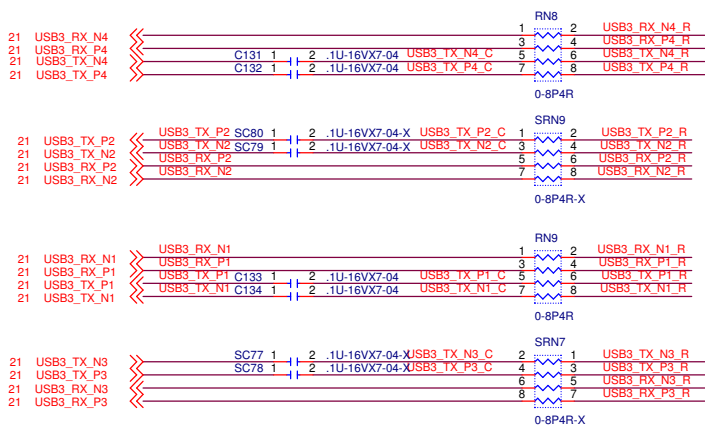 RN8
21 USB3_RX_N4 1 2 USB3_RX_N4_R
21 USB3_RX_P4 3 4 USB3_RX_P4_R
21 USB3_TX_N4 C131 1 2 .1U-16VX7-04 USB3_TX_N4_C 5 6 USB3_TX_N4_R
21 USB3_TX_P4 C132 1 2 .1U-16VX7-04 USB3_TX_P4_C 7 8 USB3_TX_P4_R
0-8P4R
SRN9
21 USB3_TX_P2 USB3_TX_P2 SC80 1 2 .1U-16VX7-04-X USB3_TX_P2_C 1 2 USB3_TX_P2_R
21 USB3_TX_N2 USB3_TX_N2 SC79 1 2 .1U-16VX7-04-X USB3_TX_N2_C 3 4 USB3_TX_N2_R
21 USB3_RX_P2 USB3_RX_P2 5 6 USB3_RX_P2_R
21 USB3_RX_N2 USB3_RX_N2 7 8 USB3_RX_N2_R
0-8P4R-X
RN9
21 USB3_RX_N1 USB3_RX_N1 1 2 USB3_RX_N1_R
21 USB3_RX_P1 USB3_RX_P1 3 4 USB3_RX_P1_R
21 USB3_TX_P1 USB3_TX_P1 C133 1 2 .1U-16VX7-04 USB3_TX_P1_C 5 6 USB3_TX_P1_R
21 USB3_TX_N1 USB3_TX_N1 C134 1 2 .1U-16VX7-04 USB3_TX_N1_C 7 8 USB3_TX_N1_R
0-8P4R
SRN7
21 USB3_TX_N3 SC77 1 2 .1U-16VX7-04-X USB3_TX_N3_C 2 1 USB3_TX_N3_R
21 USB3_TX_P3 SC78 1 2 .1U-16VX7-04-X USB3_TX_P3_C 4 3 USB3_TX_P3_R
21 USB3_RX_N3 6 5 USB3_RX_N3_R
21 USB3_RX_P3 8 7 USB3_RX_P3_R
0-8P4R-X